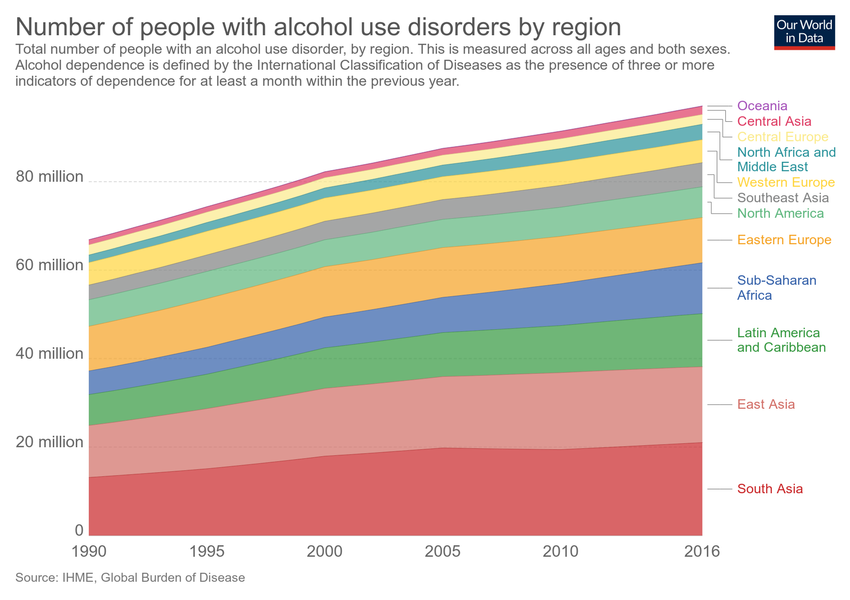 Number of people with alcohol use disorders by region
Our World
in Data
Total number of people with an alcohol use disorder, by region. This is measured across all ages and both sexes.
Alcohol dependence is defined by the International Classification of Diseases as the presence of three or more
indicators of dependence for at least a month within the previous year.
80 million
60 million
40 million
20 million
0
1990
1995
2000
2005
2010
2016
Oceania
Central Asia
Central Europe
North Africa and
Middle East
Western Europe
Southeast Asia
North America
Eastern Europe
Sub-Saharan
Africa
Latin America
and Caribbean
East Asia
South Asia
Source: IHME, Global Burden of Disease